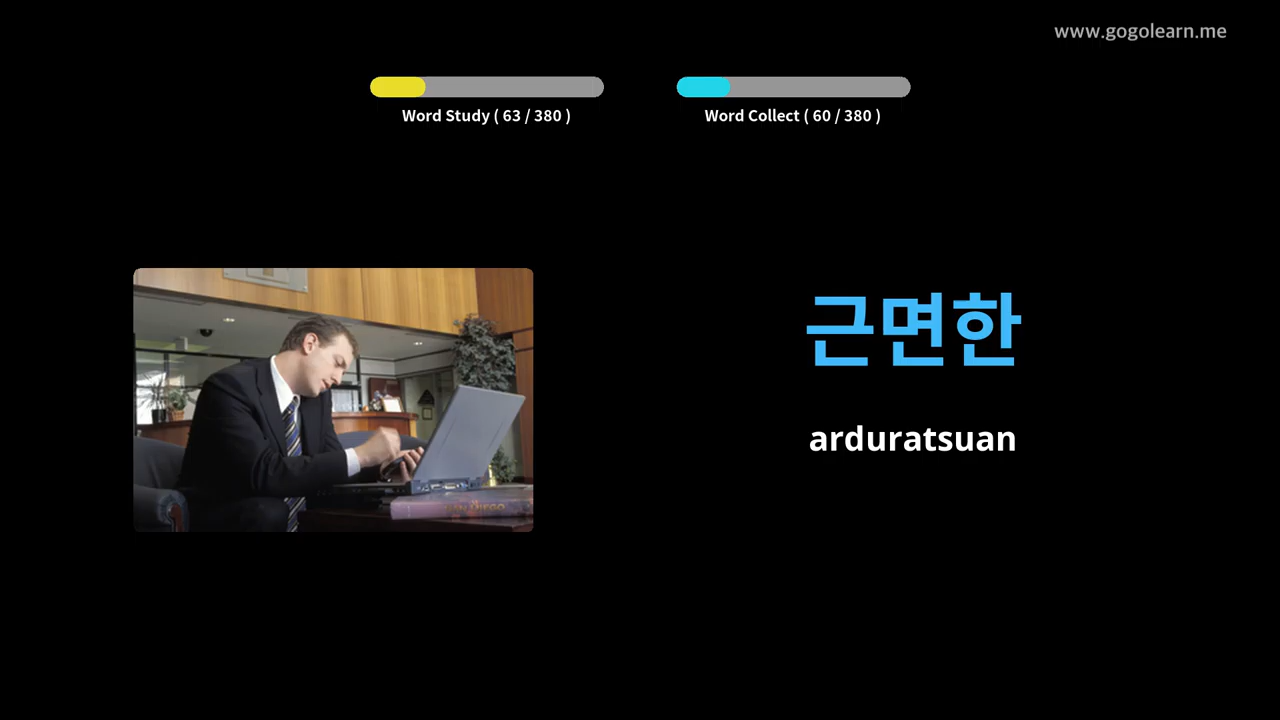 www.gogolearn.me
Word Study ( 63 / 380 )
Word Collect ( 60 / 380 )
근면한
arduratsuan